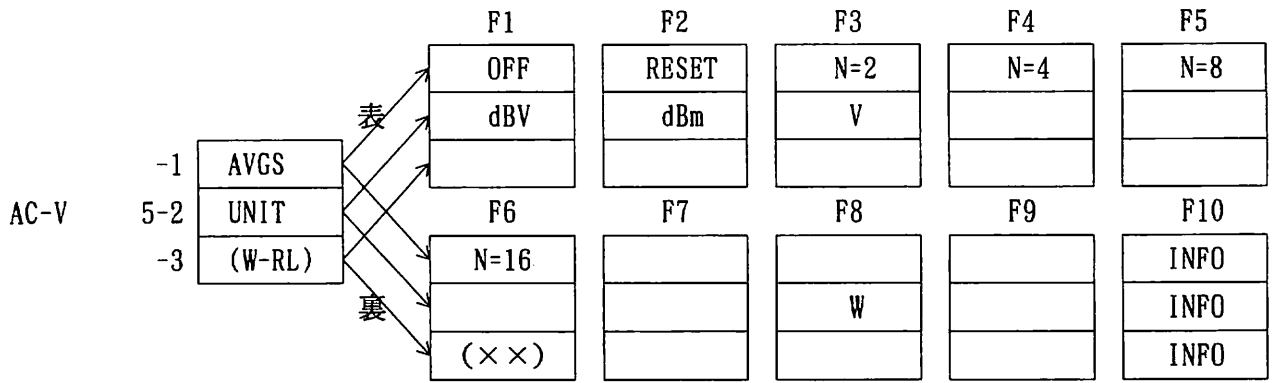 F1 F2 F3 F4 F5
OFF RESET N=2 N=4 N=8
表 dBV dBm V
-1 AVGS
AC-V 5-2 UNIT F6 F7 F8 F9 F10
-3 (W-RL) N=16 INFO
裏 W INFO
(××) INFO